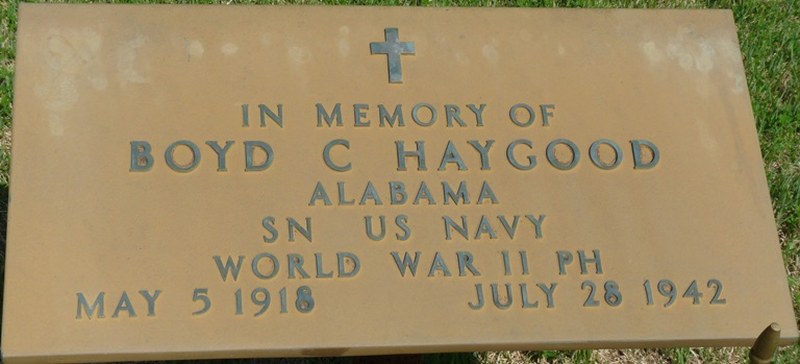 IN MEMORY OF
BOYD C HAYGOOD
ALABAMA
SN US NAVY
WORLD WAR II PH
MAY 5 1918 JULY 28 1942